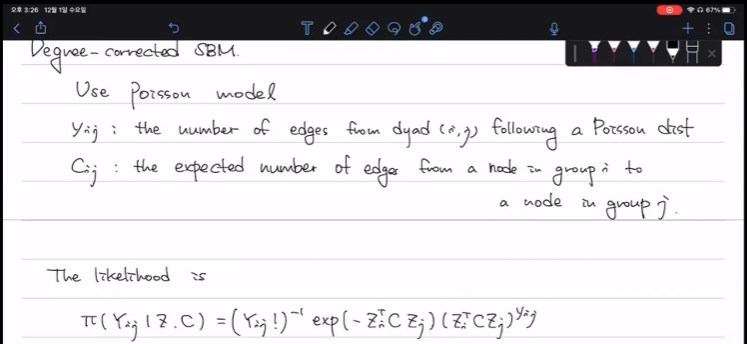 오후 3:26 12월 1일 수요일
67%
Degree-corrected SBM.
Use Poisson model
Yij : the number of edges from dyad (i,j) following a Poisson dist
Cij : the expected number of edges from a node in group i to
a node in group j.
The likelihood is
π(Yij | Z, C) = (Yij!)⁻¹ exp(-Zᵢᵀ C Zⱼ) (Zᵢᵀ C Zⱼ)^Yij